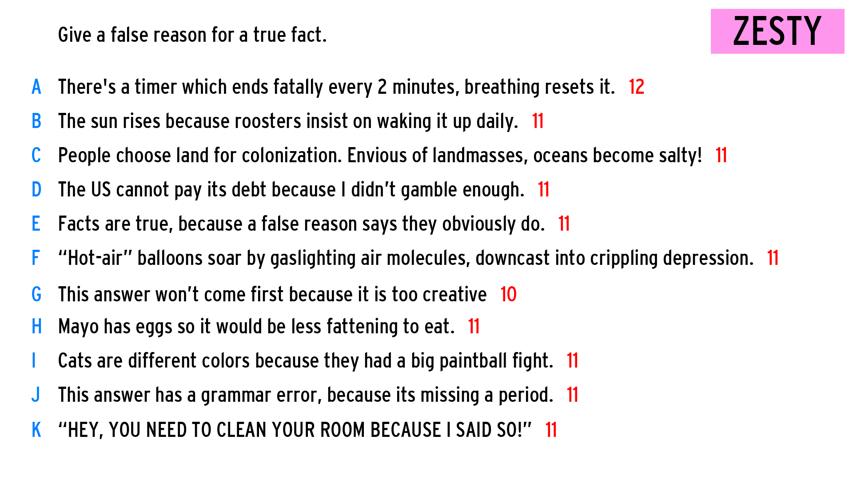 Give a false reason for a true fact.
ZESTY
A There's a timer which ends fatally every 2 minutes, breathing resets it. 12
B The sun rises because roosters insist on waking it up daily. 11
C People choose land for colonization. Envious of landmasses, oceans become salty! 11
D The US cannot pay its debt because I didn’t gamble enough. 11
E Facts are true, because a false reason says they obviously do. 11
F “Hot-air” balloons soar by gaslighting air molecules, downcast into crippling depression. 11
G This answer won’t come first because it is too creative 10
H Mayo has eggs so it would be less fattening to eat. 11
I Cats are different colors because they had a big paintball fight. 11
J This answer has a grammar error, because its missing a period. 11
K “HEY, YOU NEED TO CLEAN YOUR ROOM BECAUSE I SAID SO!” 11